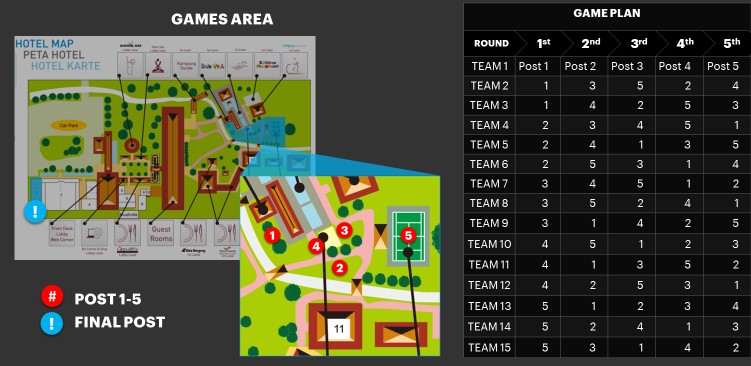 GAMES AREA
HOTEL MAP
PETA HOTEL
HOTEL KARTE
Car Park
Front Desk
Lobby
Web Corner
Guest
Rooms
!
1
3
4
2
5
11
# POST 1-5
! FINAL POST
GAME PLAN
ROUND 1st 2nd 3rd 4th 5th
TEAM 1 Post 1 Post 2 Post 3 Post 4 Post 5
TEAM 2 1 3 5 2 4
TEAM 3 1 4 2 5 3
TEAM 4 2 3 4 5 1
TEAM 5 2 4 1 3 5
TEAM 6 2 5 3 1 4
TEAM 7 3 4 5 1 2
TEAM 8 3 5 2 4 1
TEAM 9 3 1 4 2 5
TEAM 10 4 5 1 2 3
TEAM 11 4 1 3 5 2
TEAM 12 4 2 5 3 1
TEAM 13 5 1 2 3 4
TEAM 14 5 2 4 1 3
TEAM 15 5 3 1 4 2